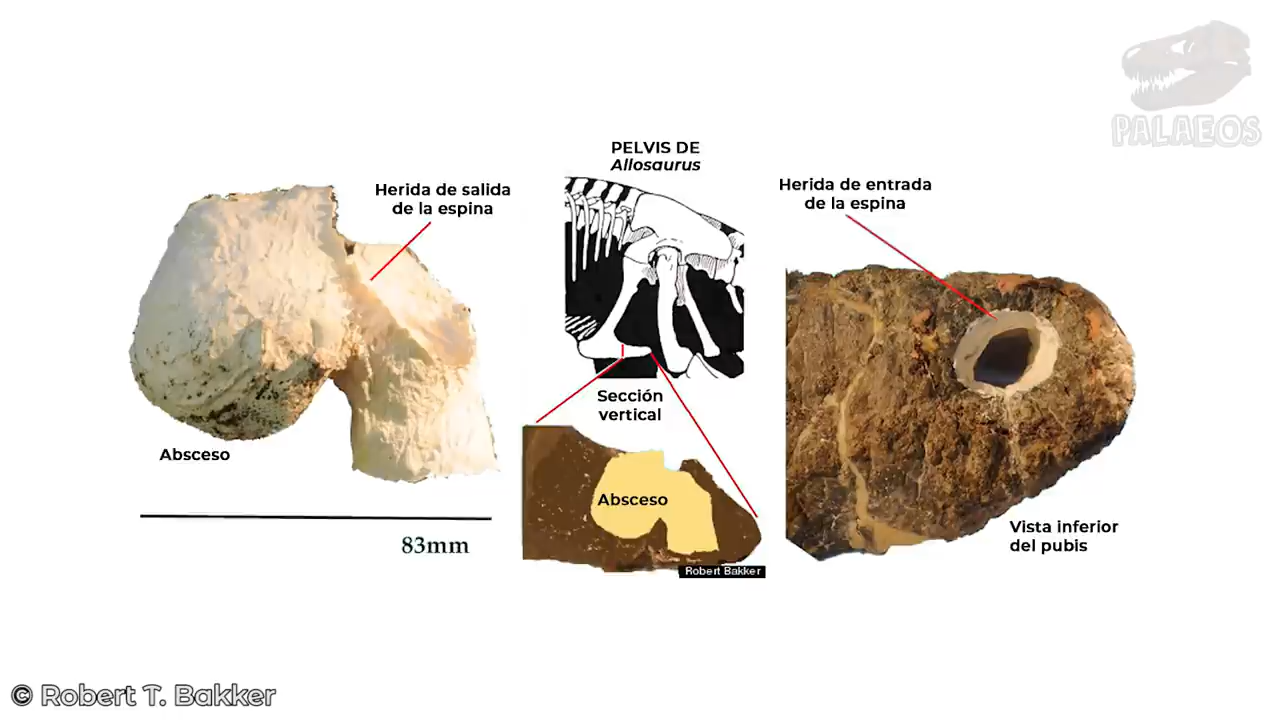 PALAEOS
PELVIS DE
Allosaurus
Herida de salida
de la espina
Herida de entrada
de la espina
Sección
vertical
Absceso
Absceso
83mm
Vista inferior
del pubis
Robert Bakker
© Robert T. Bakker